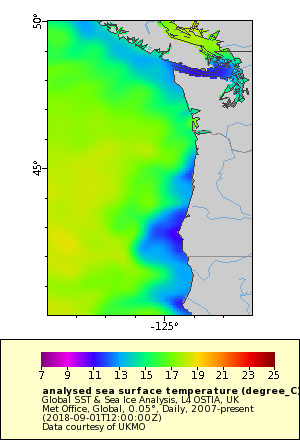 50°
45°
-125°
7 9 11 13 15 17 19 21 23 25
analysed sea surface temperature (degree_C)
Global SST & Sea Ice Analysis, L4 OSTIA, UK
Met Office, Global, 0.05°, Daily, 2007-present
(2018-09-01T12:00:00Z)
Data courtesy of UKMO